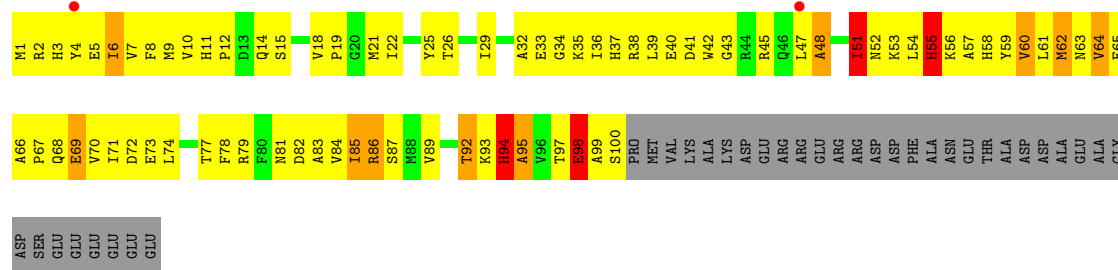 M1 R2 H3 Y4 E5 I6 V7 F8 M9 V10 H11 P12 D13 Q14 S15 V18 P19 G20 M21 I22 Y25 T26 I29 A32 E33 G34 K35 I36 H37 R38 L39 E40 D41 W42 G43 R44 R45 Q46 L47 A48 I51 N52 K53 L54 H55 K56 A57 H58 Y59 V60 L61 M62 N63 V64 E65
A66 P67 Q68 E69 V70 I71 D72 E73 L74 T77 F78 R79 F80 N81 D82 A83 V84 I85 R86 S87 M88 V89 T92 K93 H94 A95 V96 T97 E98 A99 S100 PRO MET VAL LYS ALA LYS ASP GLU ARG ARG GLU ARG ARG ASP ASP PHE ALA ASN GLU THR ALA ASP ASP ALA GLU ALA GLY
ASP SER GLU GLU GLU GLU GLU GLU